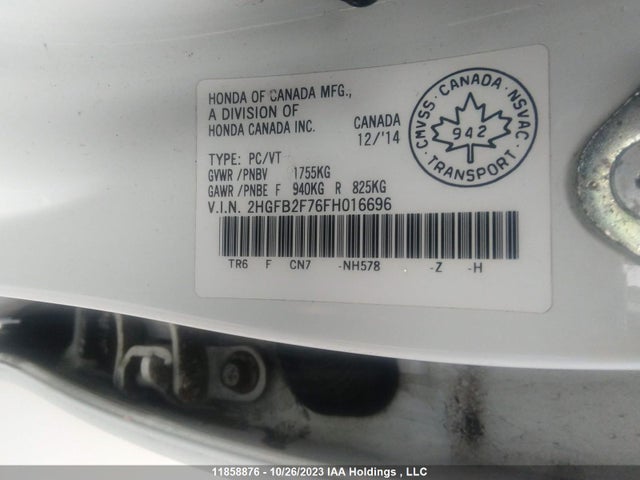 HONDA OF CANADA MFG.,
A DIVISION OF
HONDA CANADA INC.
CANADA
12/'14
CMVSS · CANADA · NSVAC ·
942
TRANSPORT
TYPE: PC/VT
GVWR /PNBV 1755KG
GAWR /PNBE F 940KG R 825KG
V.I.N. 2HGFB2F76FH016696
TR6 F CN7 -NH578 -Z -H
11858876 - 10/26/2023 IAA Holdings , LLC